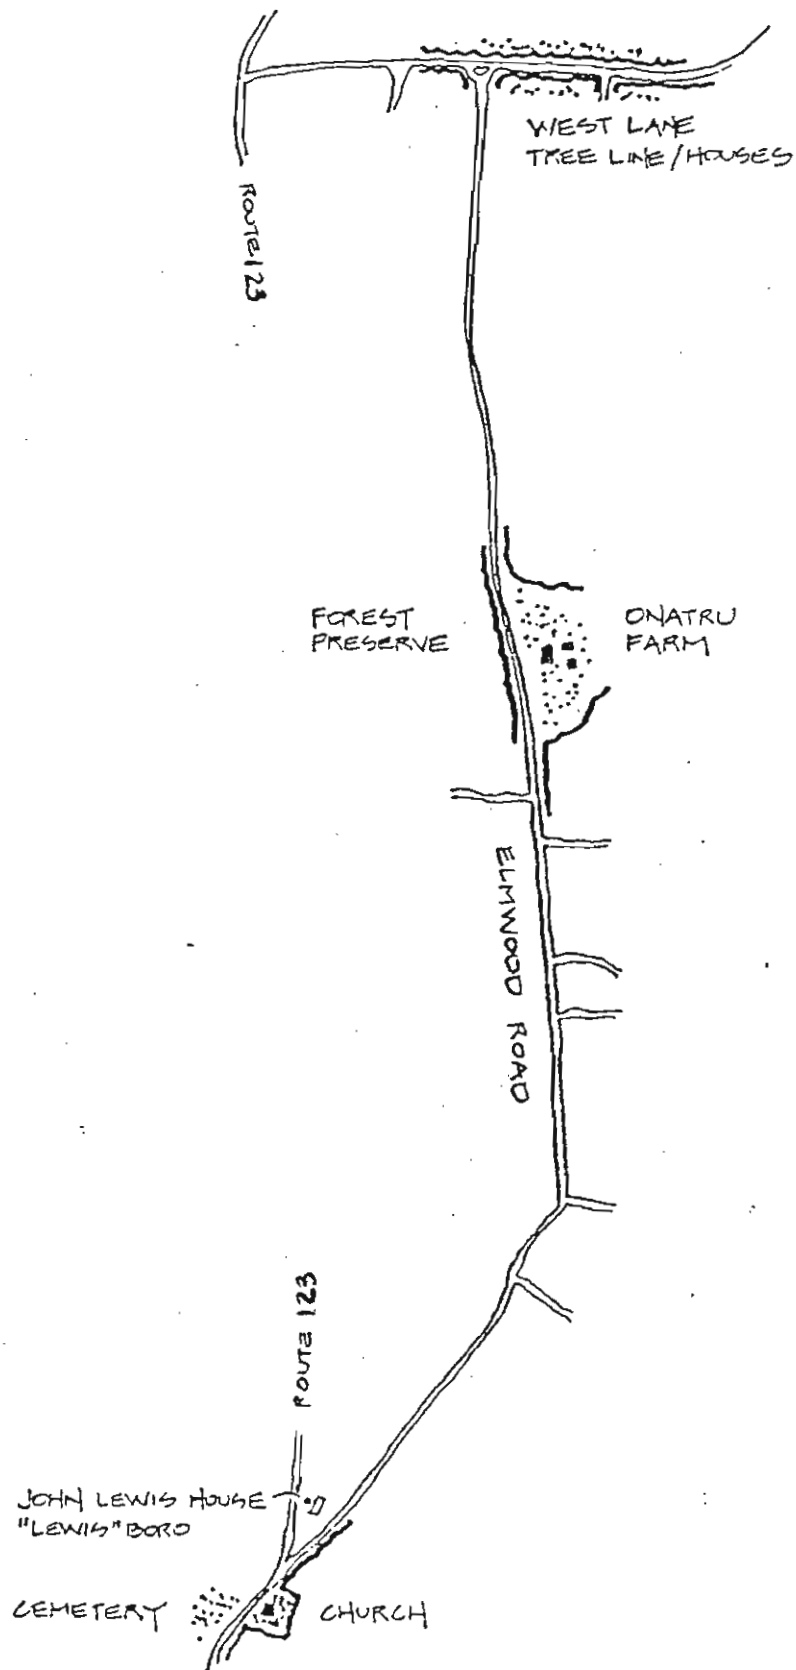 WEST LANE
TREE LINE/HOUSES
ROUTE 123
FOREST
PRESERVE
ONATRU
FARM
ELMWOOD ROAD
ROUTE 123
JOHN LEWIS HOUSE
"LEWIS" BORO
CEMETERY
CHURCH